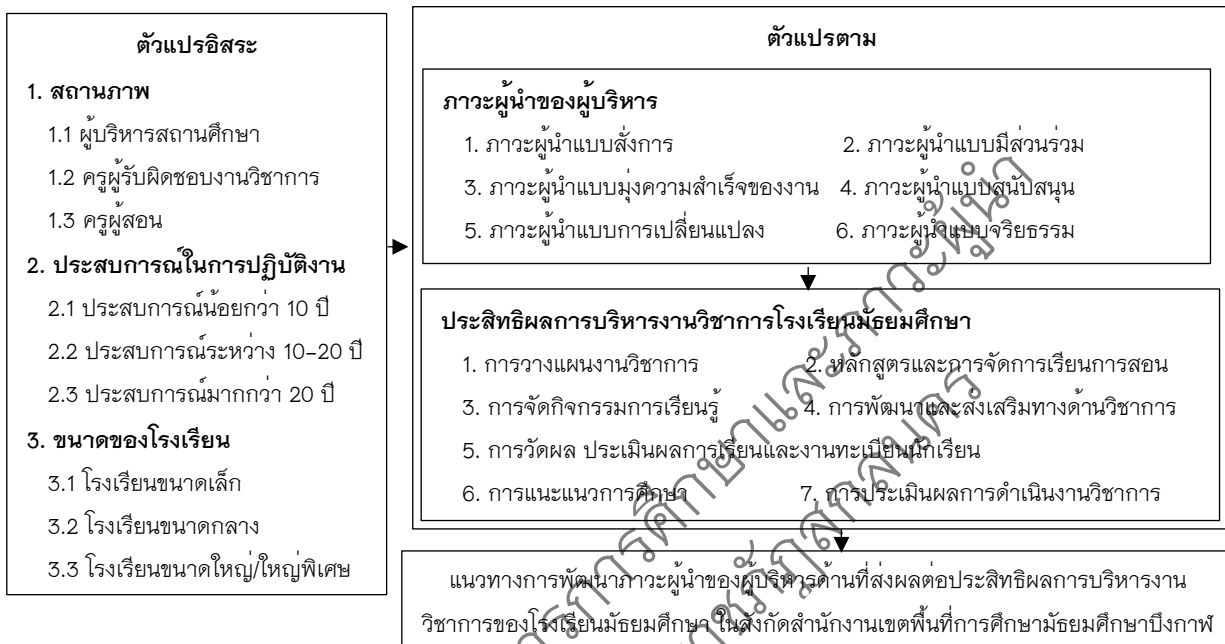 ตัวแปรอิสระ
1. สถานภาพ
1.1 ผู้บริหารสถานศึกษา
1.2 ครูผู้รับผิดชอบงานวิชาการ
1.3 ครูผู้สอน
2. ประสบการณ์ในการปฏิบัติงาน
2.1 ประสบการณ์น้อยกว่า 10 ปี
2.2 ประสบการณ์ระหว่าง 10-20 ปี
2.3 ประสบการณ์มากกว่า 20 ปี
3. ขนาดของโรงเรียน
3.1 โรงเรียนขนาดเล็ก
3.2 โรงเรียนขนาดกลาง
3.3 โรงเรียนขนาดใหญ่/ใหญ่พิเศษ
ตัวแปรตาม
ภาวะผู้นำของผู้บริหาร
1. ภาวะผู้นำแบบสั่งการ 2. ภาวะผู้นำแบบมีส่วนร่วม
3. ภาวะผู้นำแบบมุ่งความสำเร็จของงาน 4. ภาวะผู้นำแบบสนับสนุน
5. ภาวะผู้นำแบบการเปลี่ยนแปลง 6. ภาวะผู้นำแบบจริยธรรม
ประสิทธิผลการบริหารงานวิชาการโรงเรียนมัธยมศึกษา
1. การวางแผนงานวิชาการ 2. หลักสูตรและการจัดการเรียนการสอน
3. การจัดกิจกรรมการเรียนรู้ 4. การพัฒนาและส่งเสริมทางด้านวิชาการ
5. การวัดผล ประเมินผลการเรียนและงานทะเบียนนักเรียน
6. การแนะแนวการศึกษา 7. การประเมินผลการดำเนินงานวิชาการ
แนวทางการพัฒนาภาวะผู้นำของผู้บริหารด้านที่ส่งผลต่อประสิทธิผลการบริหารงาน
วิชาการของโรงเรียนมัธยมศึกษา ในสังกัดสำนักงานเขตพื้นที่การศึกษามัธยมศึกษาบึงกาฬ
การศึกษาและภาวะผู้นำ
ราชภัฏสกลนคร